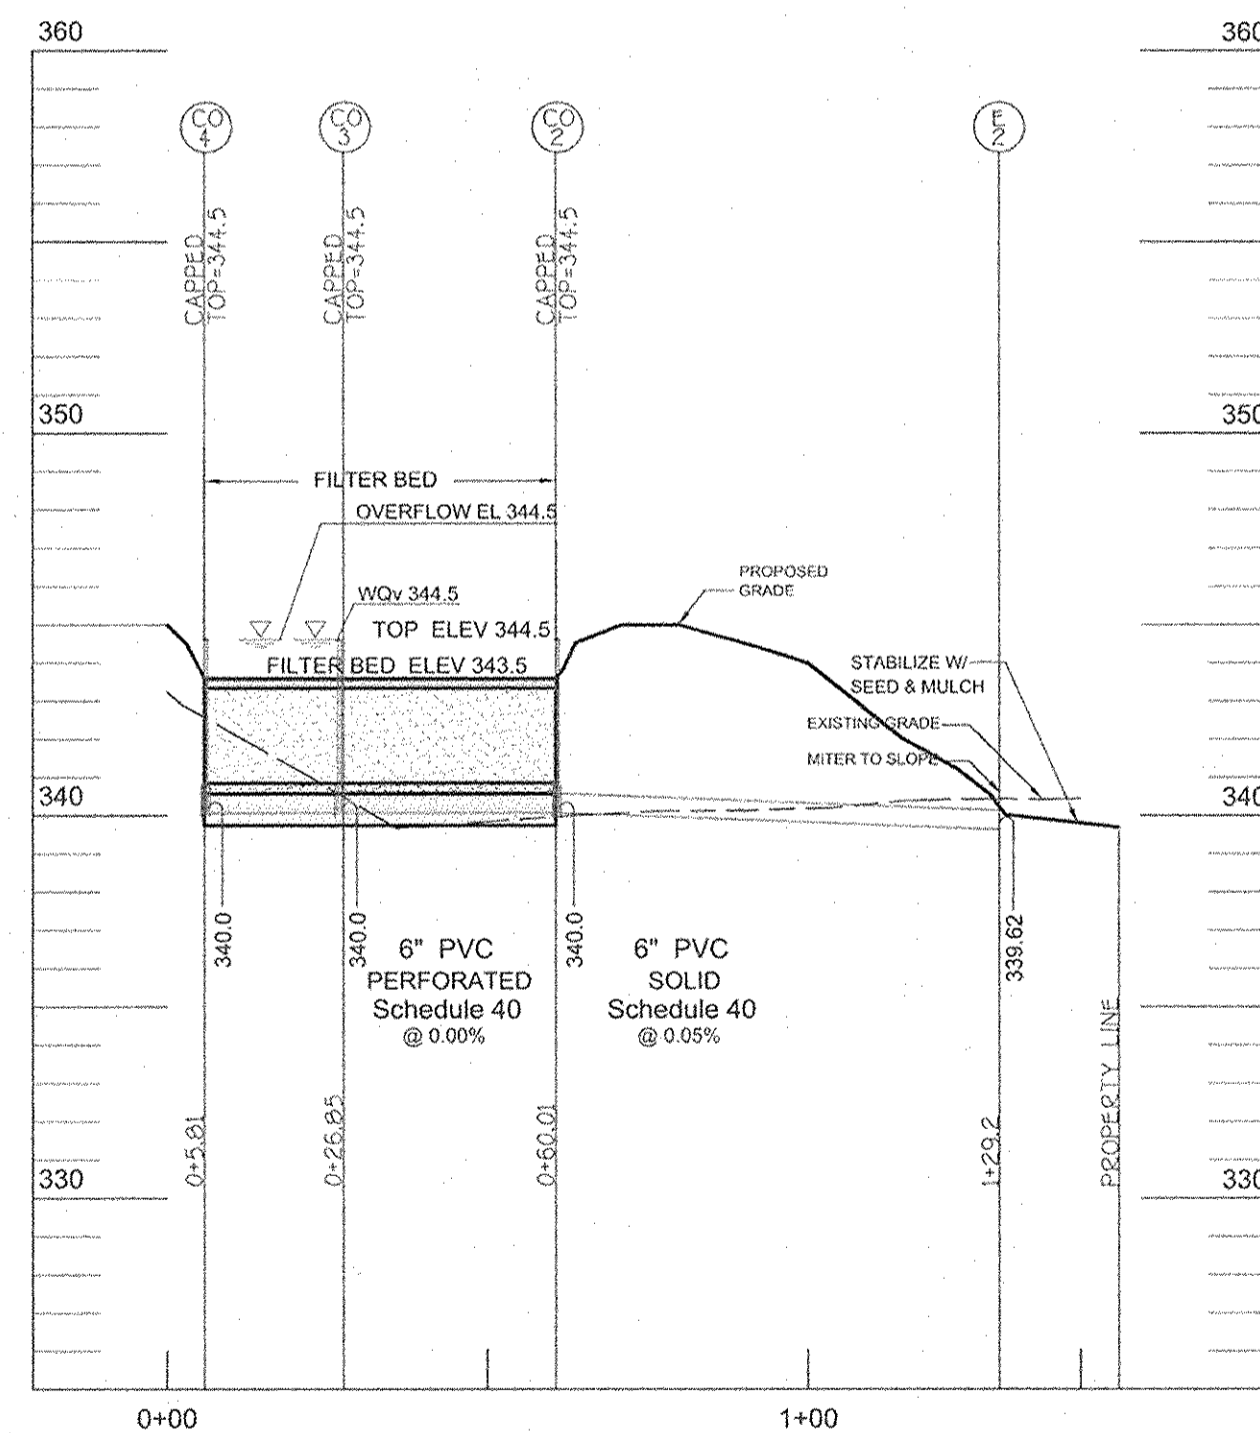 360
360
CO
4
CO
3
CO
2
E
2
CAPPED
TOP=344.5
CAPPED
TOP=344.5
CAPPED
TOP=344.5
350
350
FILTER BED
OVERFLOW EL 344.5
PROPOSED
GRADE
WQv 344.5
TOP ELEV 344.5
FILTER BED ELEV 343.5
STABILIZE W/
SEED & MULCH
EXISTING GRADE
MITER TO SLOPE
340
340
340.0
340.0
340.0
339.62
6" PVC
PERFORATED
Schedule 40
@ 0.00%
6" PVC
SOLID
Schedule 40
@ 0.05%
0+5.81
0+26.85
0+60.01
1+29.2
PROPERTY LINE
330
330
0+00
1+00